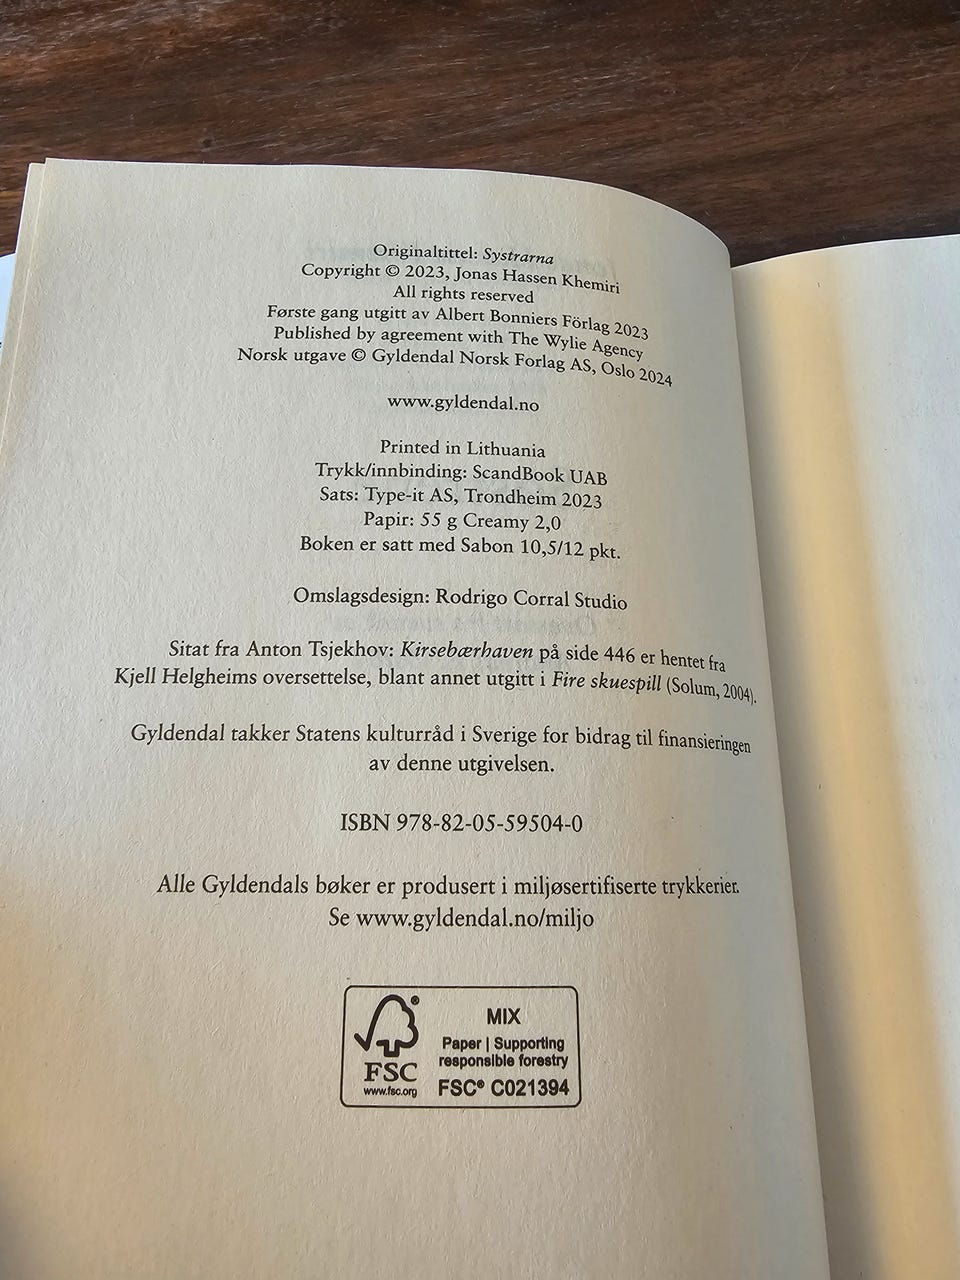 Originaltittel: Systrarna
Copyright © 2023, Jonas Hassen Khemiri
All rights reserved
Første gang utgitt av Albert Bonniers Förlag 2023
Published by agreement with The Wylie Agency
Norsk utgave © Gyldendal Norsk Forlag AS, Oslo 2024
www.gyldendal.no
Printed in Lithuania
Trykk/innbinding: ScandBook UAB
Sats: Type-it AS, Trondheim 2023
Papir: 55 g Creamy 2,0
Boken er satt med Sabon 10,5/12 pkt.
Omslagsdesign: Rodrigo Corral Studio
Sitat fra Anton Tsjekhov: Kirsebærhaven på side 446 er hentet fra
Kjell Helgheims oversettelse, blant annet utgitt i Fire skuespill (Solum, 2004).
Gyldendal takker Statens kulturråd i Sverige for bidrag til finansieringen
av denne utgivelsen.
ISBN 978-82-05-59504-0
Alle Gyldendals bøker er produsert i miljøsertifiserte trykkerier.
Se www.gyldendal.no/miljo
FSC
www.fsc.org
MIX
Paper | Supporting
responsible forestry
FSC® C021394